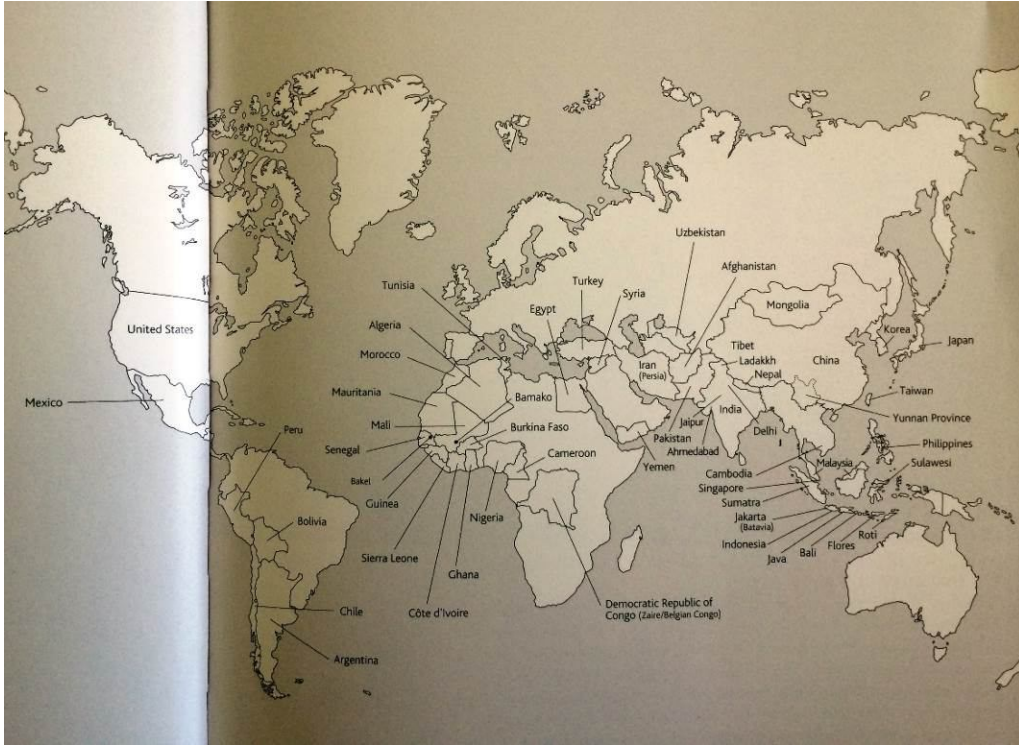 United States
Mexico
Peru
Bolivia
Chile
Argentina
Tunisia
Algeria
Morocco
Mauritania
Mali
Senegal
Bakel
Guinea
Sierra Leone
Côte d'Ivoire
Ghana
Nigeria
Cameroon
Burkina Faso
Bamako
Egypt
Turkey
Syria
Uzbekistan
Afghanistan
Iran
(Persia)
Yemen
Democratic Republic of
Congo (Zaire/Belgian Congo)
Mongolia
Tibet
Ladakkh
Nepal
China
Korea
Japan
Taiwan
Yunnan Province
India
Jaipur
Pakistan
Ahmedabad
Delhi
Philippines
Sulawesi
Malaysia
Cambodia
Singapore
Sumatra
Jakarta
(Batavia)
Indonesia
Java
Bali
Flores
Roti